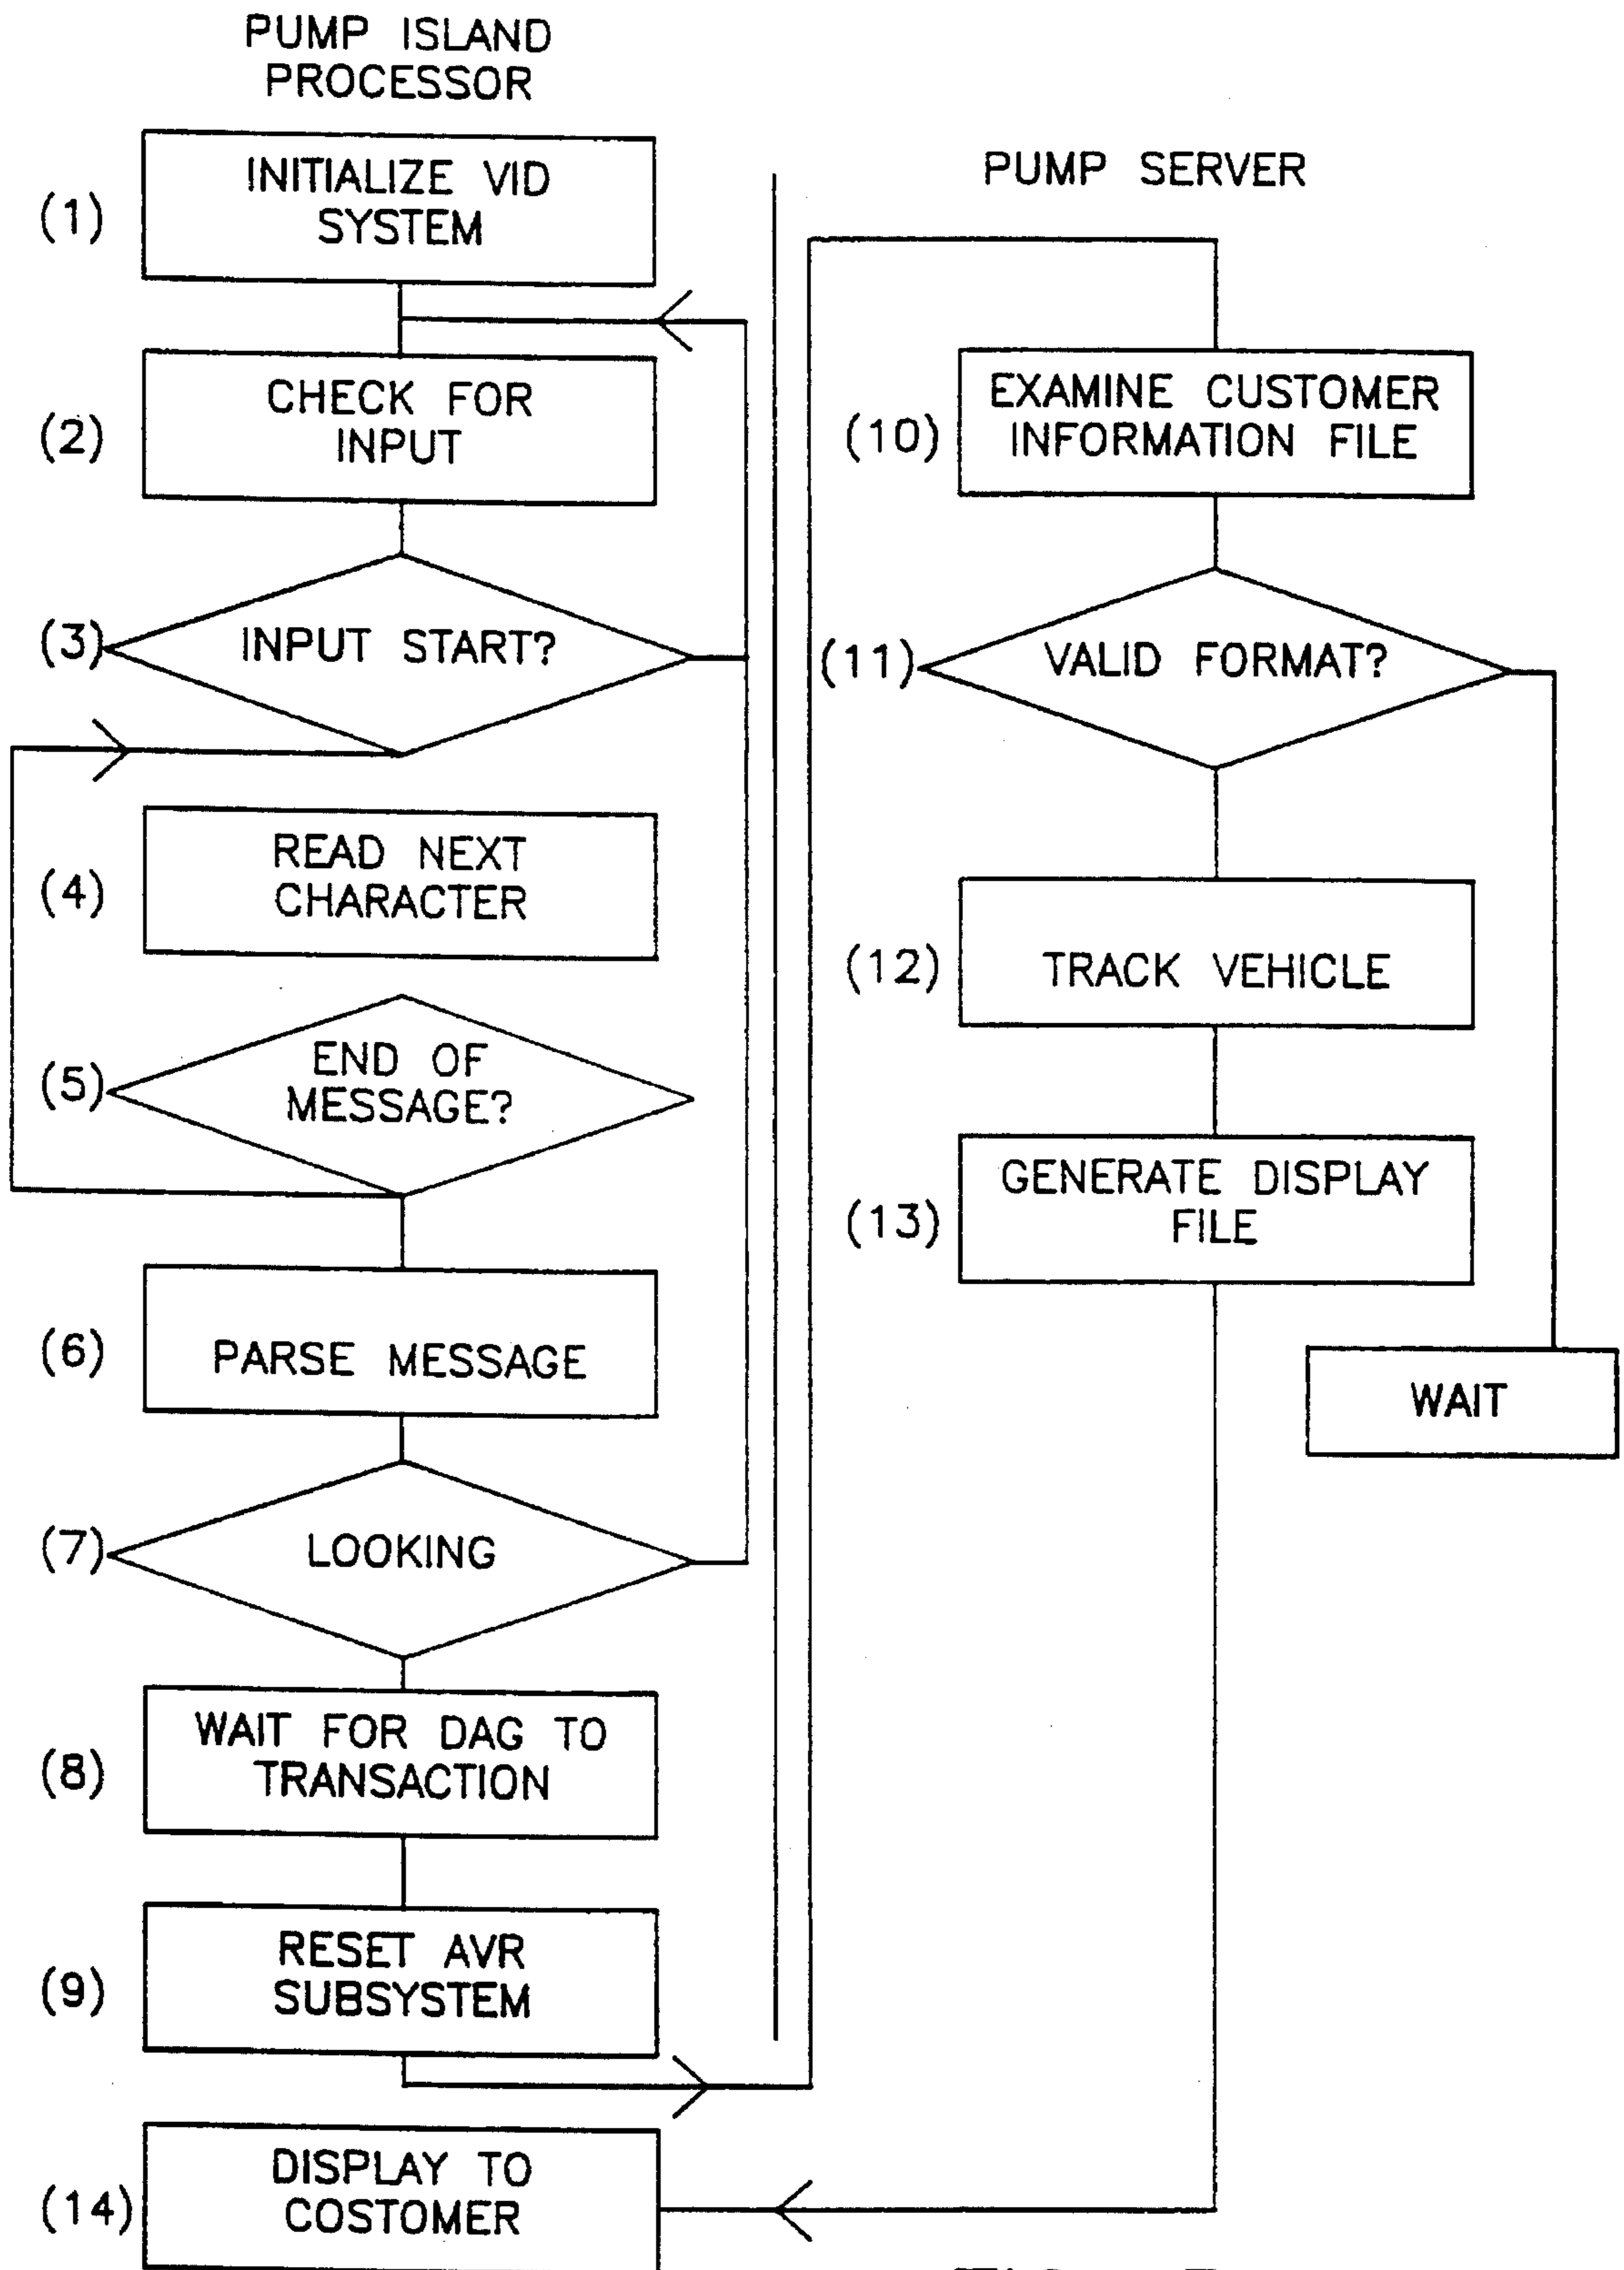 PUMP ISLAND
PROCESSOR
(1)
INITIALIZE VID
SYSTEM
(2)
CHECK FOR
INPUT
(3)
INPUT START?
(4)
READ NEXT
CHARACTER
(5)
END OF
MESSAGE?
(6)
PARSE MESSAGE
(7)
LOOKING
(8)
WAIT FOR DAG TO
TRANSACTION
(9)
RESET AVR
SUBSYSTEM
PUMP SERVER
(10)
EXAMINE CUSTOMER
INFORMATION FILE
(11)
VALID FORMAT?
(12)
TRACK VEHICLE
(13)
GENERATE DISPLAY
FILE
WAIT
(14)
DISPLAY TO
COSTOMER